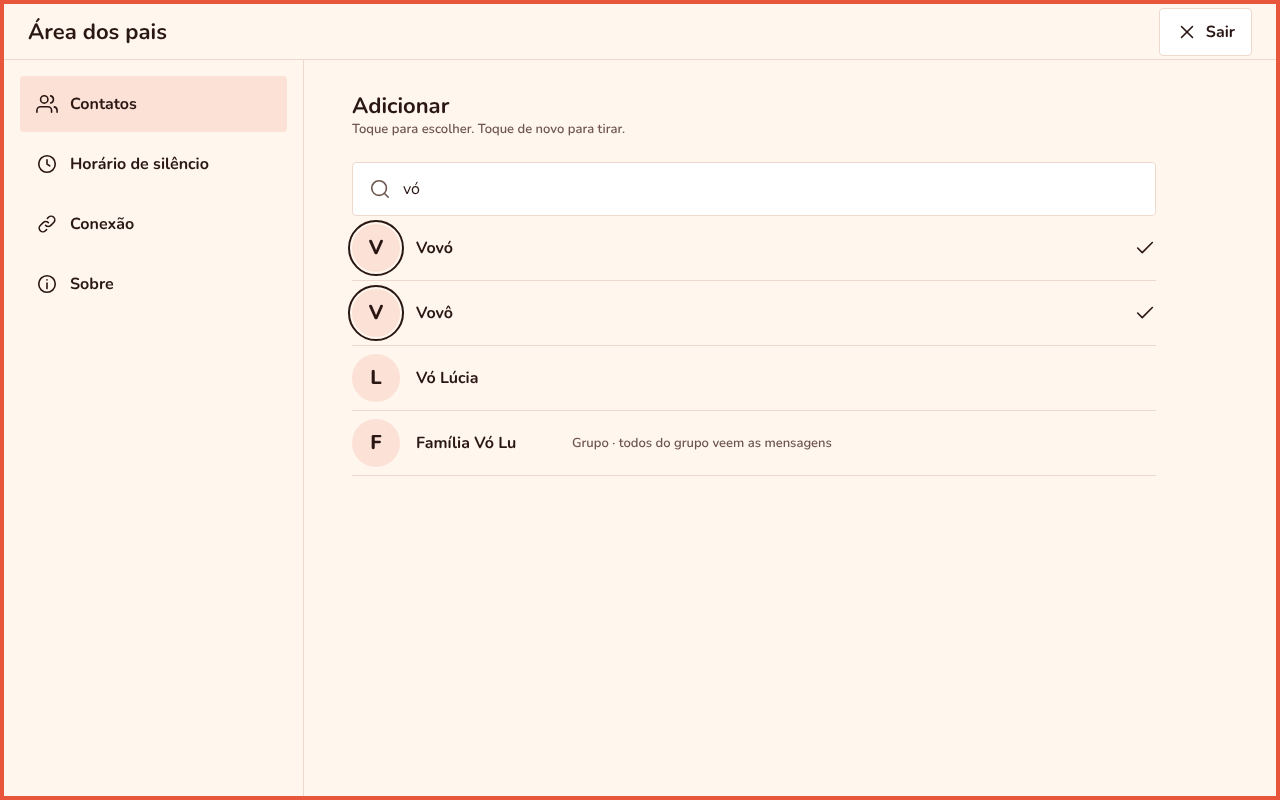 Área dos pais
Sair
Contatos
Horário de silêncio
Conexão
Sobre
Adicionar
Toque para escolher. Toque de novo para tirar.
vó
V Vovó
V Vovô
L Vó Lúcia
F Família Vó Lu Grupo · todos do grupo veem as mensagens